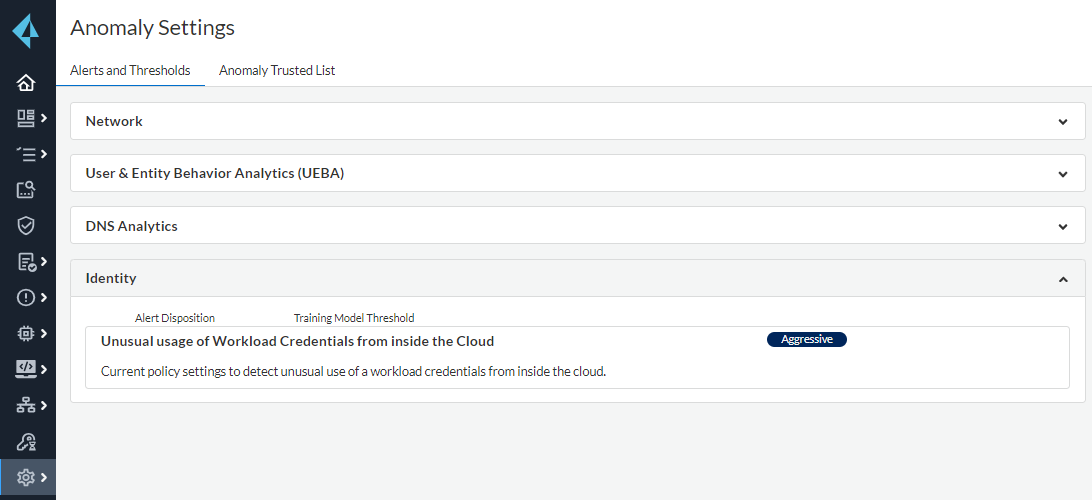 Anomaly Settings
Alerts and Thresholds Anomaly Trusted List
Network
User & Entity Behavior Analytics (UEBA)
DNS Analytics
Identity
Alert Disposition Training Model Threshold
Unusual usage of Workload Credentials from inside the Cloud Aggressive
Current policy settings to detect unusual use of a workload credentials from inside the cloud.